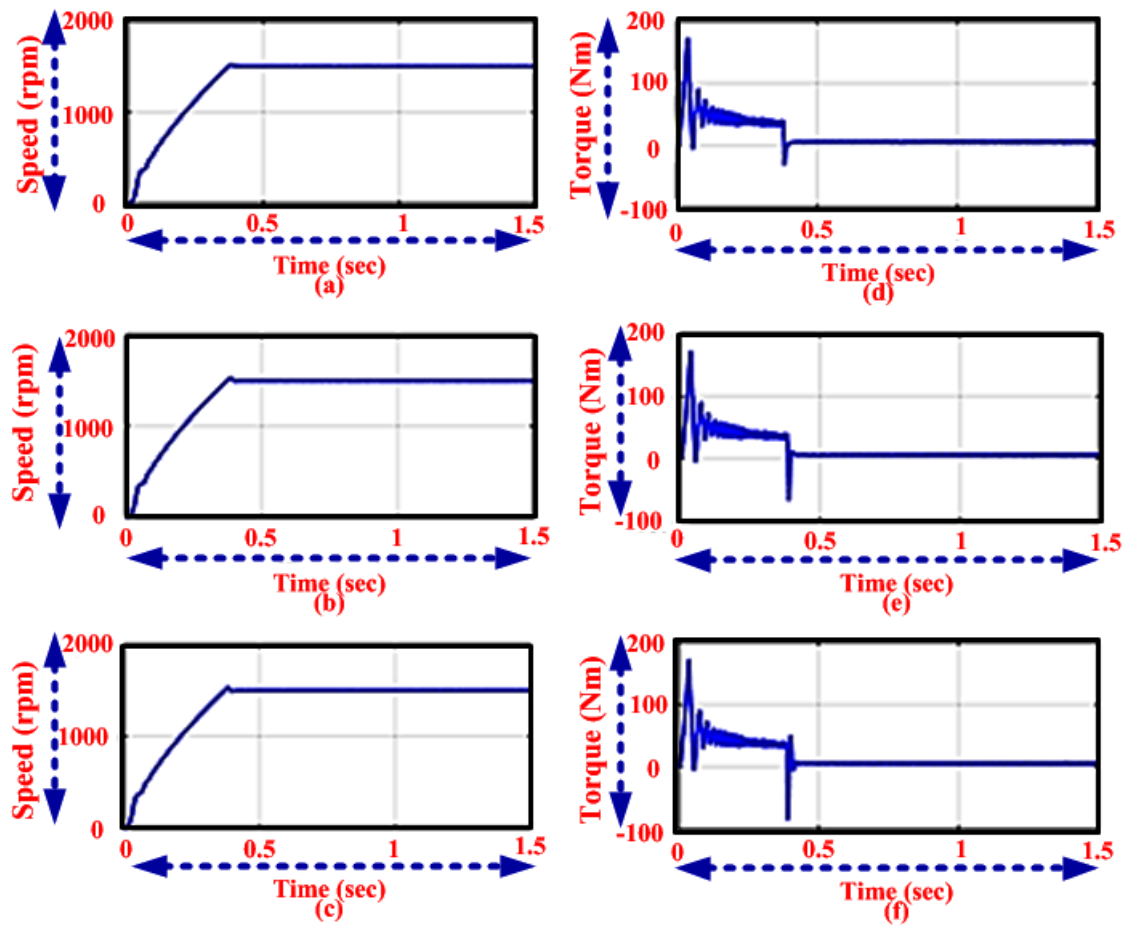 2000
Speed (rpm)
1000
0
0 0.5 1 1.5
Time (sec)
(a)
200
Torque (Nm)
100
0
-100
0 0.5 1 1.5
Time (sec)
(d)
2000
Speed (rpm)
1000
0
0 0.5 1 1.5
Time (sec)
(b)
200
Torque (Nm)
100
0
-100
0 0.5 1 1.5
Time (sec)
(e)
2000
Speed (rpm)
1000
0
0 0.5 1 1.5
Time (sec)
(c)
200
Torque (Nm)
100
0
-100
0 0.5 1 1.5
Time (sec)
(f)